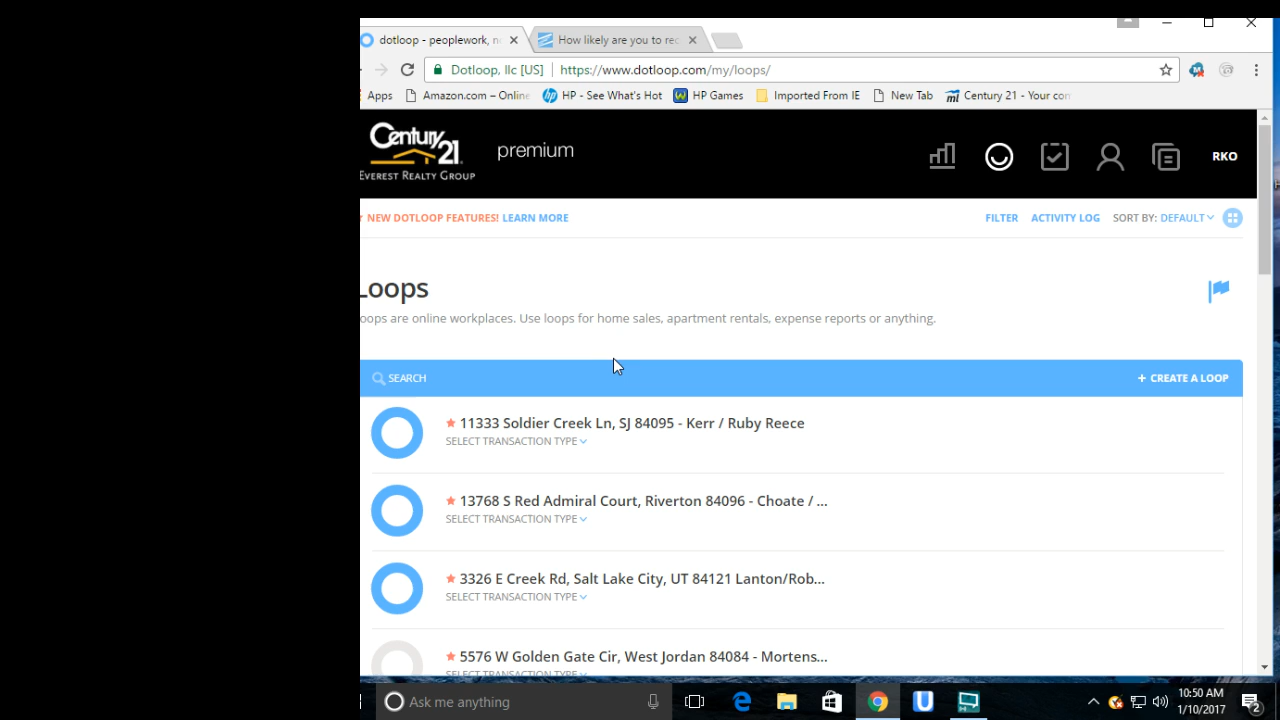 dotloop - peoplework, n
How likely are you to rec
Dotloop, llc [US]
https://www.dotloop.com/my/loops/
Apps
Amazon.com – Online
HP - See What's Hot
HP Games
Imported From IE
New Tab
Century 21 - Your con
Century 21
EVEREST REALTY GROUP
premium
RKO
NEW DOTLOOP FEATURES! LEARN MORE
FILTER
ACTIVITY LOG
SORT BY: DEFAULT
Loops
oops are online workplaces. Use loops for home sales, apartment rentals, expense reports or anything.
SEARCH
+ CREATE A LOOP
11333 Soldier Creek Ln, SJ 84095 - Kerr / Ruby Reece
SELECT TRANSACTION TYPE
13768 S Red Admiral Court, Riverton 84096 - Choate / ...
SELECT TRANSACTION TYPE
3326 E Creek Rd, Salt Lake City, UT 84121 Lanton/Rob...
SELECT TRANSACTION TYPE
5576 W Golden Gate Cir, West Jordan 84084 - Mortens...
SELECT TRANSACTION TYPE
Ask me anything
10:50 AM
1/10/2017
2